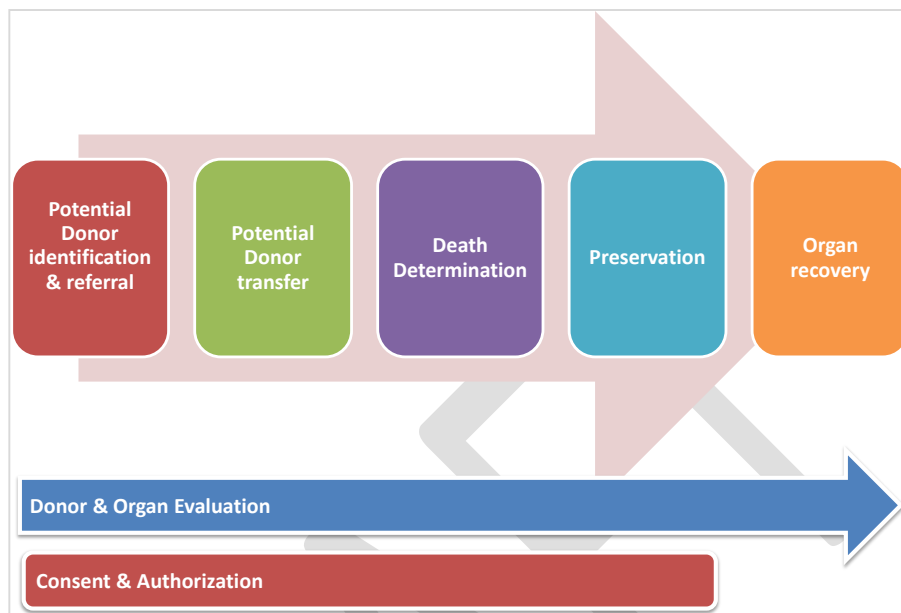 Potential
Donor
identification
& referral
Potential
Donor
transfer
Death
Determination
Preservation
Organ
recovery
Donor & Organ Evaluation
Consent & Authorization